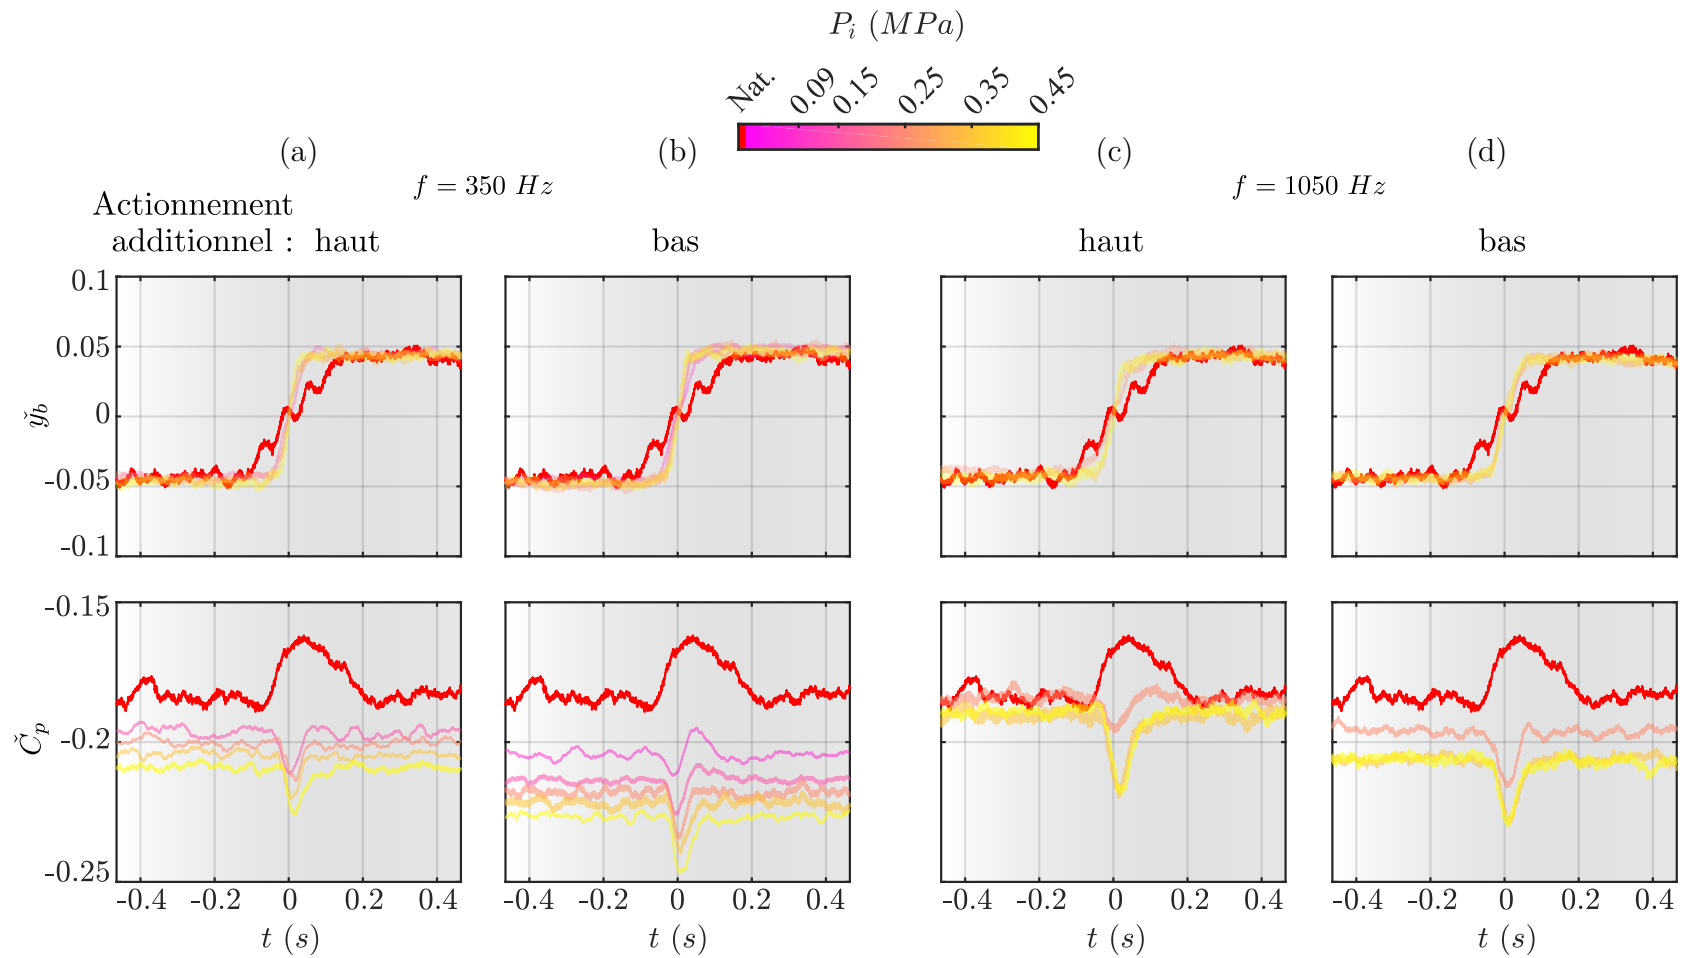 P_i (MPa)
Nat. 0.09 0.15 0.25 0.35 0.45
(a) (b) (c) (d)
f = 350 Hz f = 1050 Hz
Actionnement
additionnel : haut bas haut bas
0.1
0.05
0
-0.05
-0.1
y̌_b
-0.15
-0.2
-0.25
Č_p
-0.4 -0.2 0 0.2 0.4 -0.4 -0.2 0 0.2 0.4 -0.4 -0.2 0 0.2 0.4 -0.4 -0.2 0 0.2 0.4
t (s) t (s) t (s) t (s)